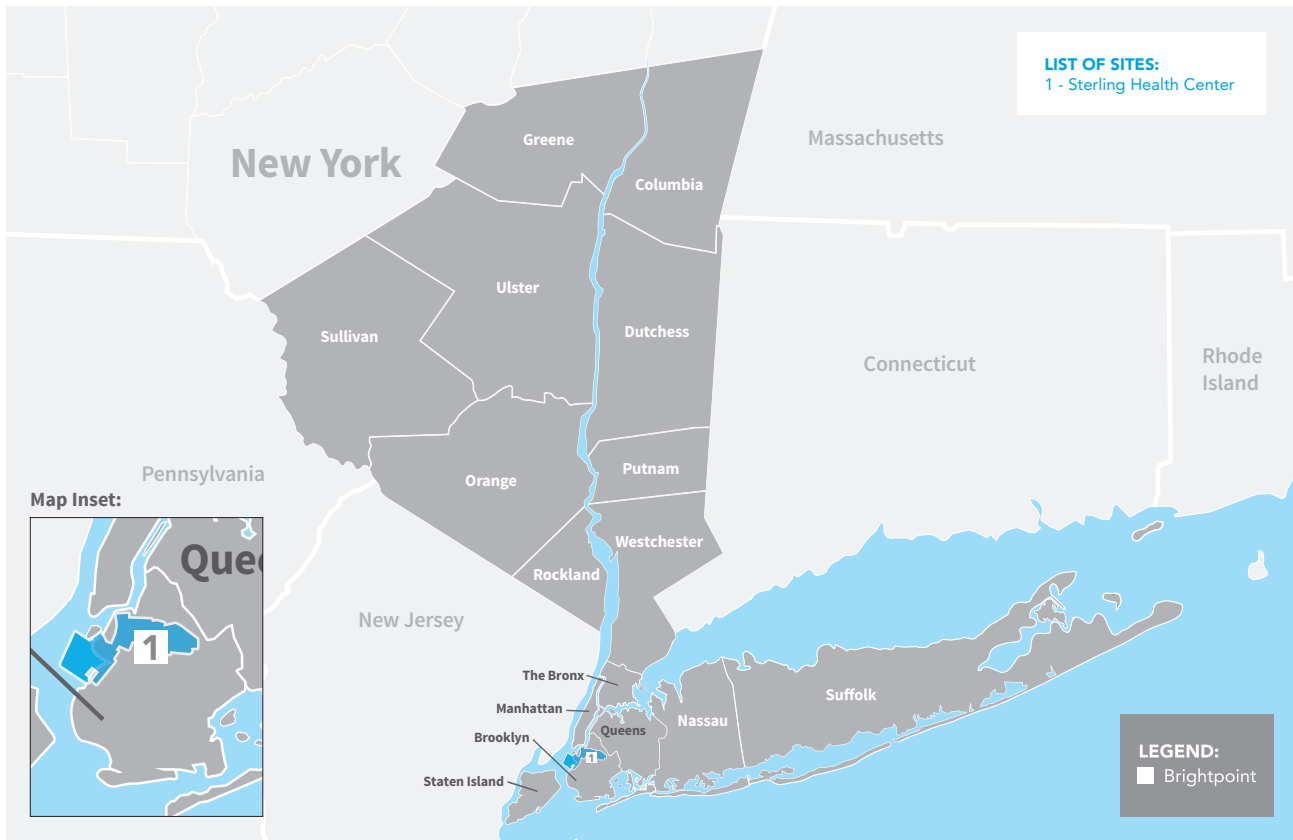 LIST OF SITES:
1 - Sterling Health Center
Massachusetts
Greene
New York
Columbia
Ulster
Sullivan
Dutchess
Connecticut
Rhode
Island
Pennsylvania
Putnam
Orange
Map Inset:
Westchester
Quee
Rockland
New Jersey
1
The Bronx
Suffolk
Manhattan
Nassau
Queens
Brooklyn
1
Staten Island
LEGEND:
Brightpoint